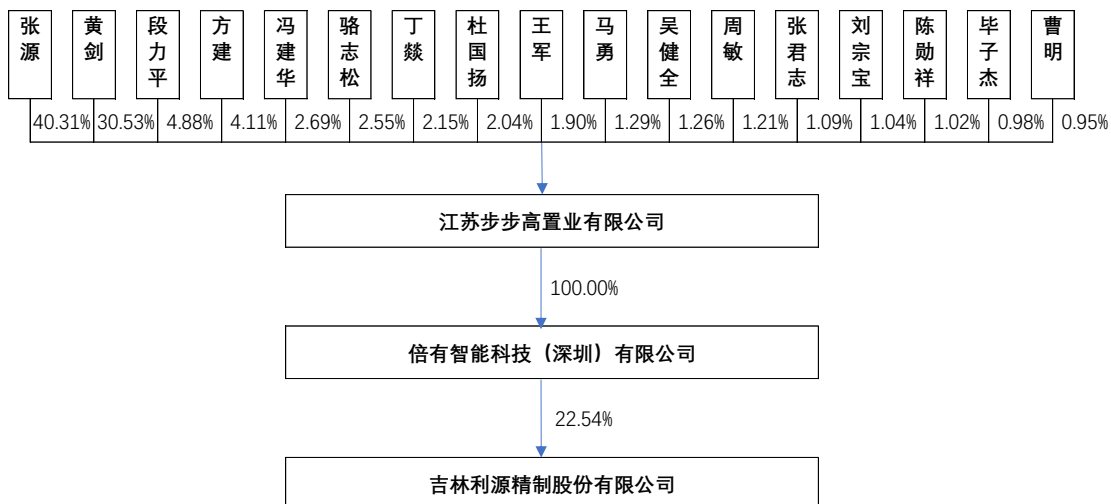 张源
黄剑
段力平
方建
冯建华
骆志松
丁燚
杜国扬
王军
马勇
吴健全
周敏
张君志
刘宗宝
陈勋祥
毕子杰
曹明
40.31%
30.53%
4.88%
4.11%
2.69%
2.55%
2.15%
2.04%
1.90%
1.29%
1.26%
1.21%
1.09%
1.04%
1.02%
0.98%
0.95%
江苏步步高置业有限公司
100.00%
倍有智能科技（深圳）有限公司
22.54%
吉林利源精制股份有限公司